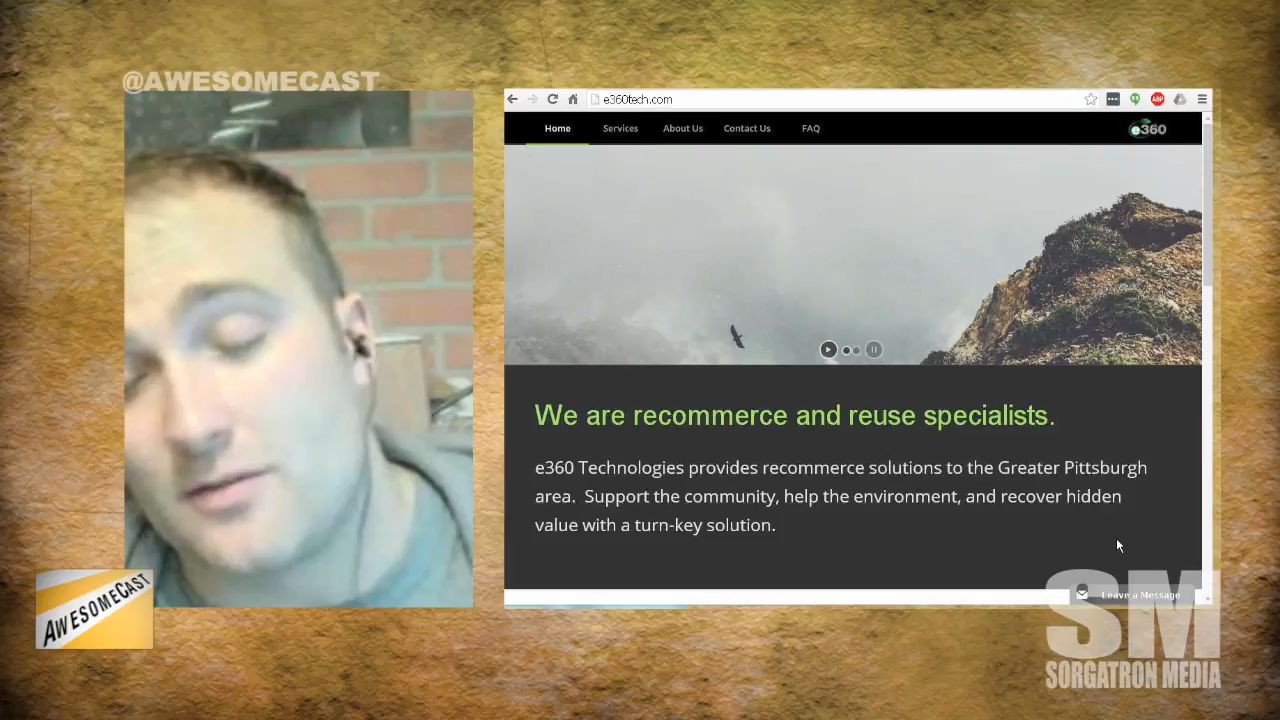 @AWESOMECAST
e360tech.com
ABP
Home Services About Us Contact Us FAQ
e360
We are recommerce and reuse specialists.
e360 Technologies provides recommerce solutions to the Greater Pittsburgh
area. Support the community, help the environment, and recover hidden
value with a turn-key solution.
Leave a Message
AWESOMECAST
SM
SORGATRON MEDIA